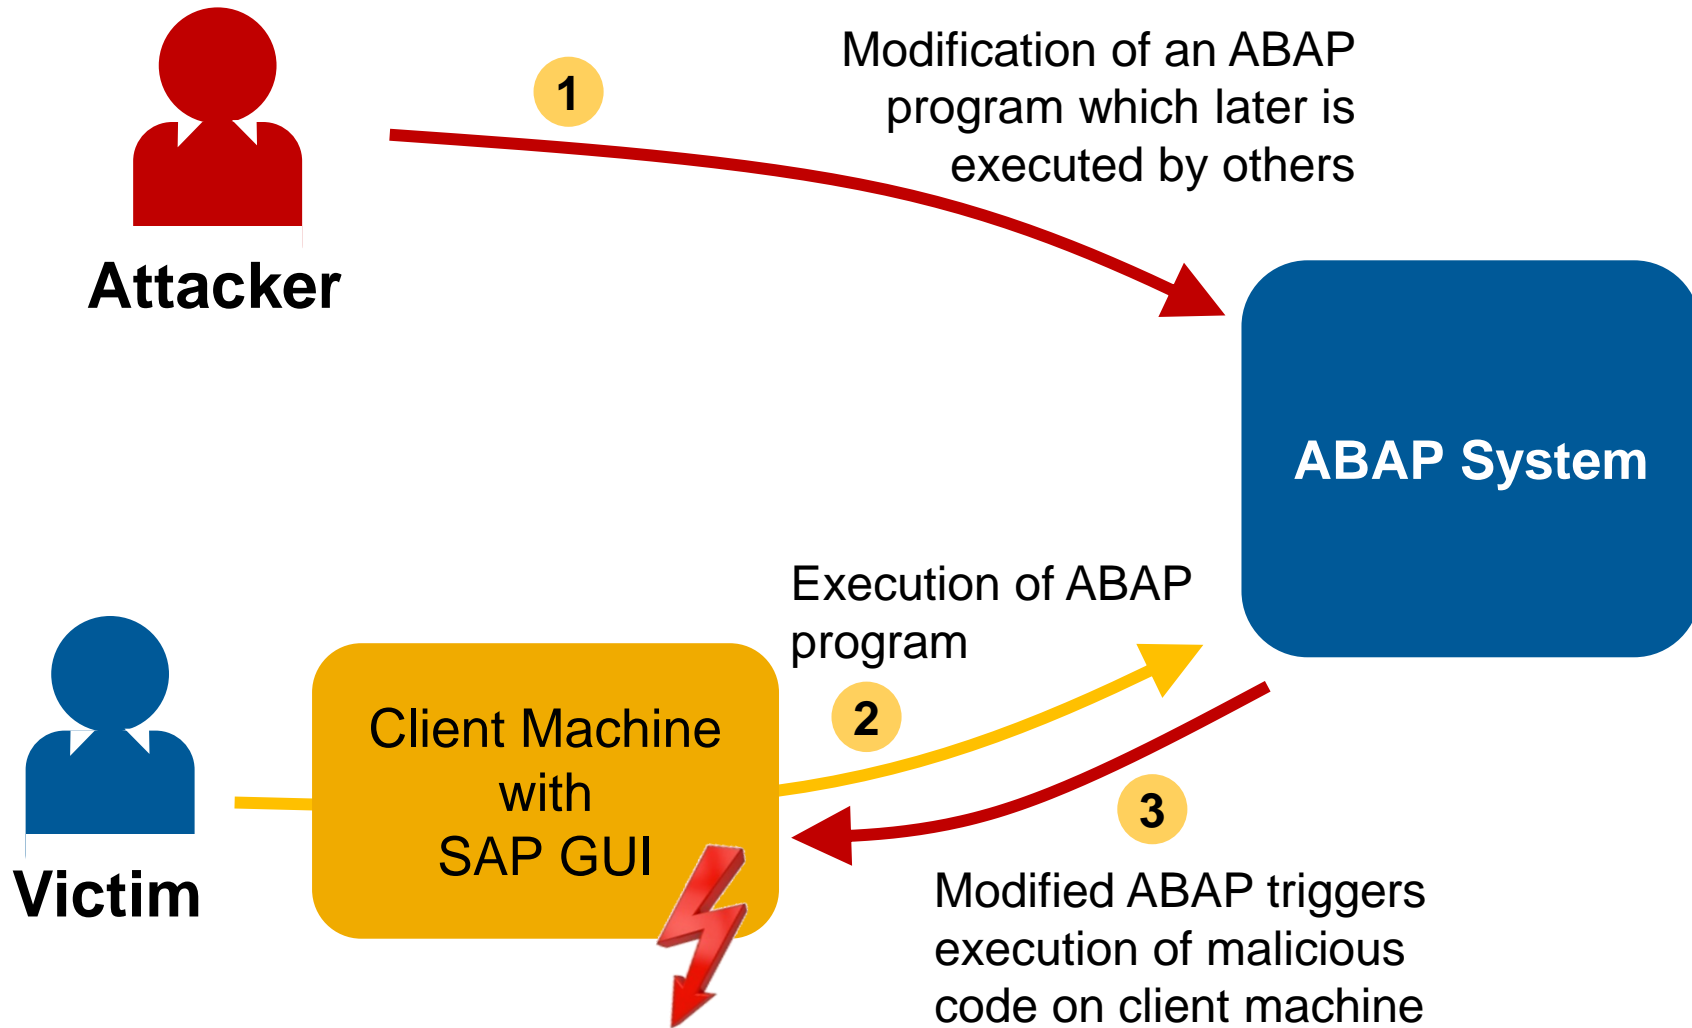 1
Modification of an ABAP
program which later is
executed by others
Attacker
ABAP System
Execution of ABAP
program
2
Client Machine
with
SAP GUI
3
Victim
Modified ABAP triggers
execution of malicious
code on client machine